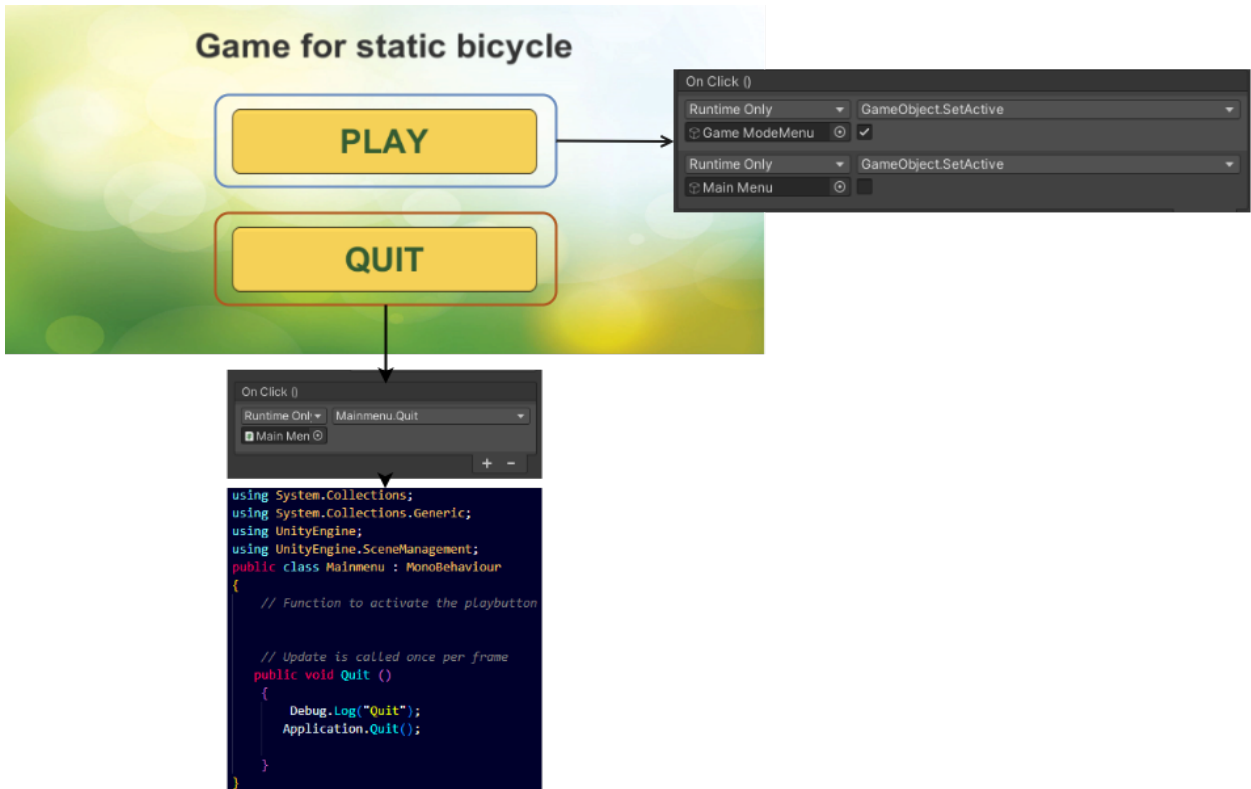 Game for static bicycle
PLAY
QUIT
On Click ()
Runtime Only GameObject.SetActive
Game ModeMenu
Runtime Only GameObject.SetActive
Main Menu
On Click ()
Runtime Onl Mainmenu.Quit
Main Men
+ -
using System.Collections;
using System.Collections.Generic;
using UnityEngine;
using UnityEngine.SceneManagement;
public class Mainmenu : MonoBehaviour
{
// Function to activate the playbutton
// Update is called once per frame
public void Quit ()
{
Debug.Log("Quit");
Application.Quit();
}
}